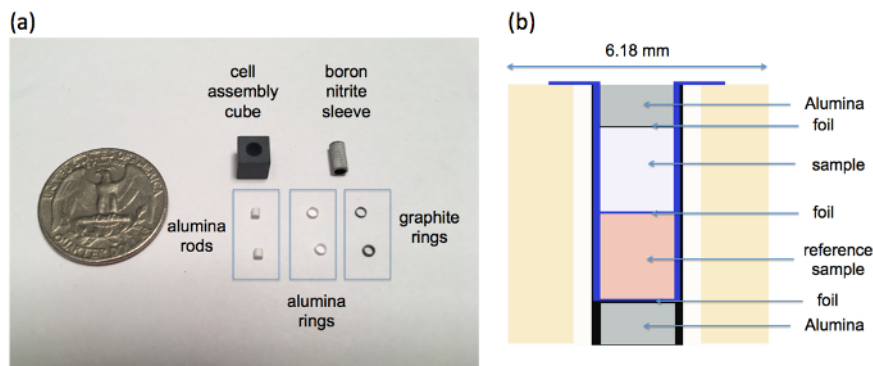 (a)
cell
assembly
cube
boron
nitrite
sleeve
alumina
rods
graphite
rings
alumina
rings
(b)
6.18 mm
Alumina
foil
sample
foil
reference
sample
foil
Alumina